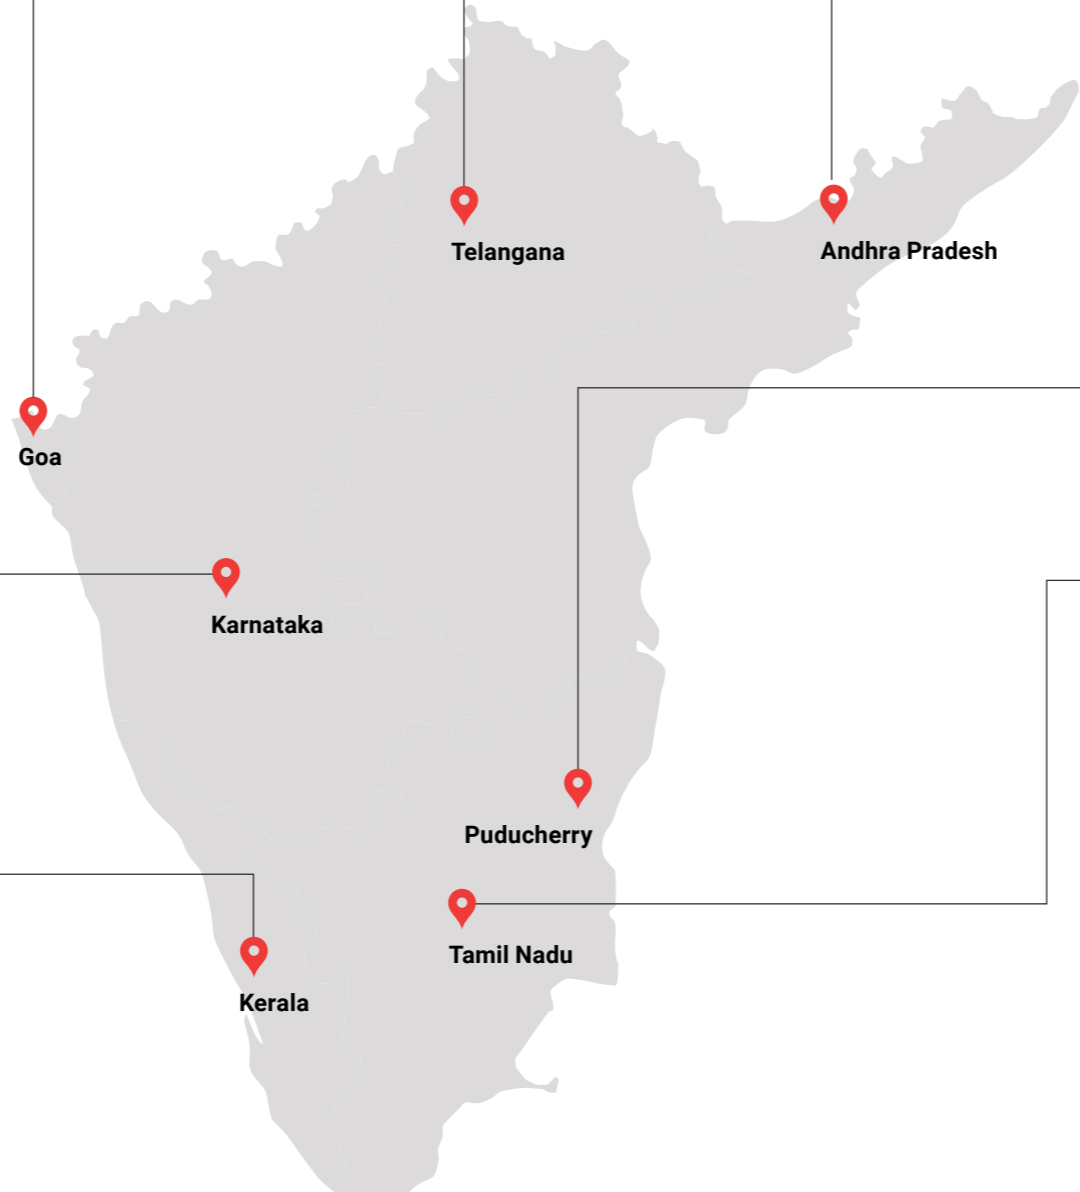 Telangana
Andhra Pradesh
Goa
Karnataka
Puducherry
Tamil Nadu
Kerala